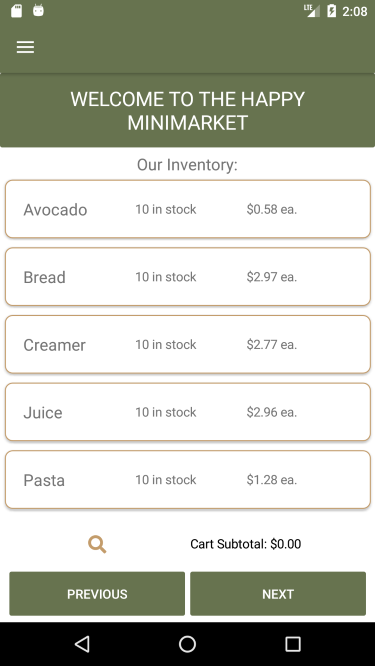 LTE 2:08
WELCOME TO THE HAPPY
MINIMARKET
Our Inventory:
Avocado 10 in stock $0.58 ea.
Bread 10 in stock $2.97 ea.
Creamer 10 in stock $2.77 ea.
Juice 10 in stock $2.96 ea.
Pasta 10 in stock $1.28 ea.
Cart Subtotal: $0.00
PREVIOUS NEXT